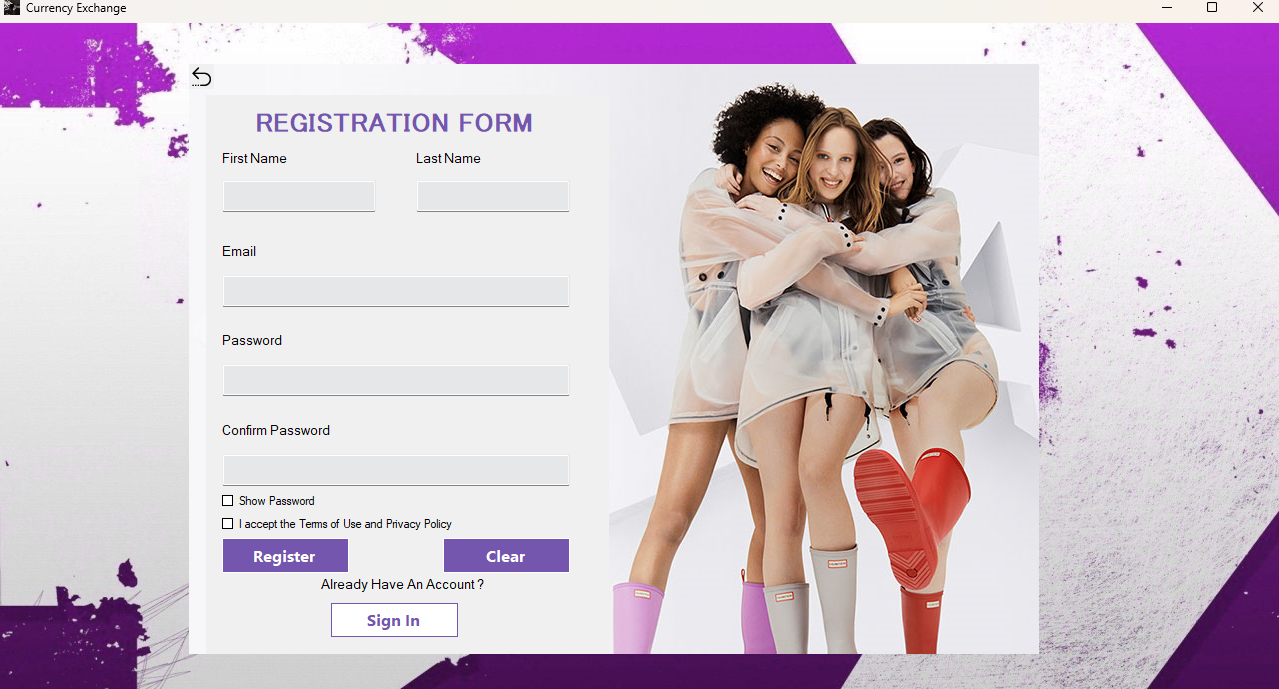 Currency Exchange
REGISTRATION FORM
First Name
Last Name
Email
Password
Confirm Password
Show Password
I accept the Terms of Use and Privacy Policy
Register
Clear
Already Have An Account ?
Sign In